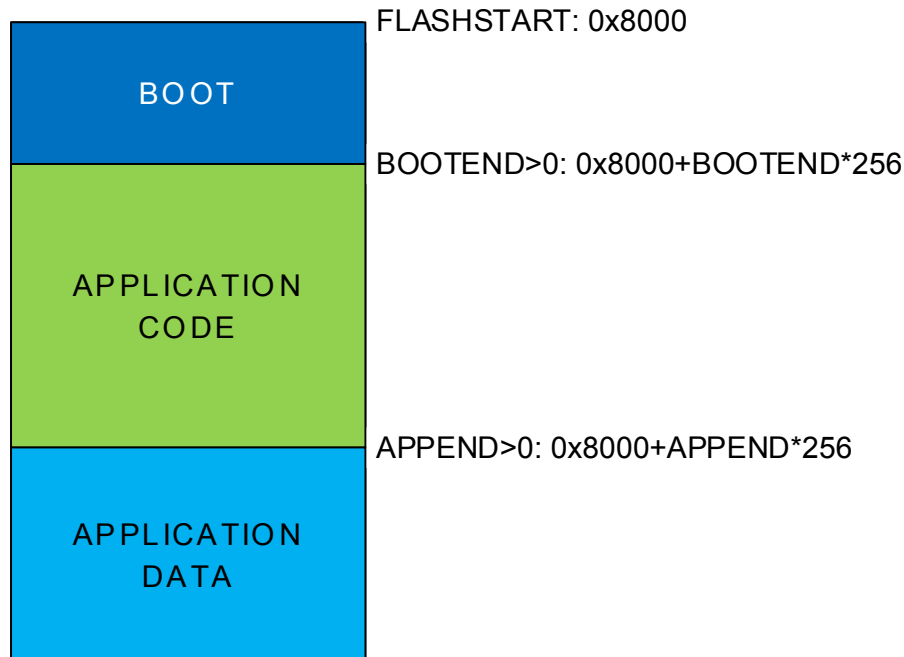 FLASHSTART: 0x8000
BOOT
BOOTEND>0: 0x8000+BOOTEND*256
APPLICATION
CODE
APPEND>0: 0x8000+APPEND*256
APPLICATION
DATA